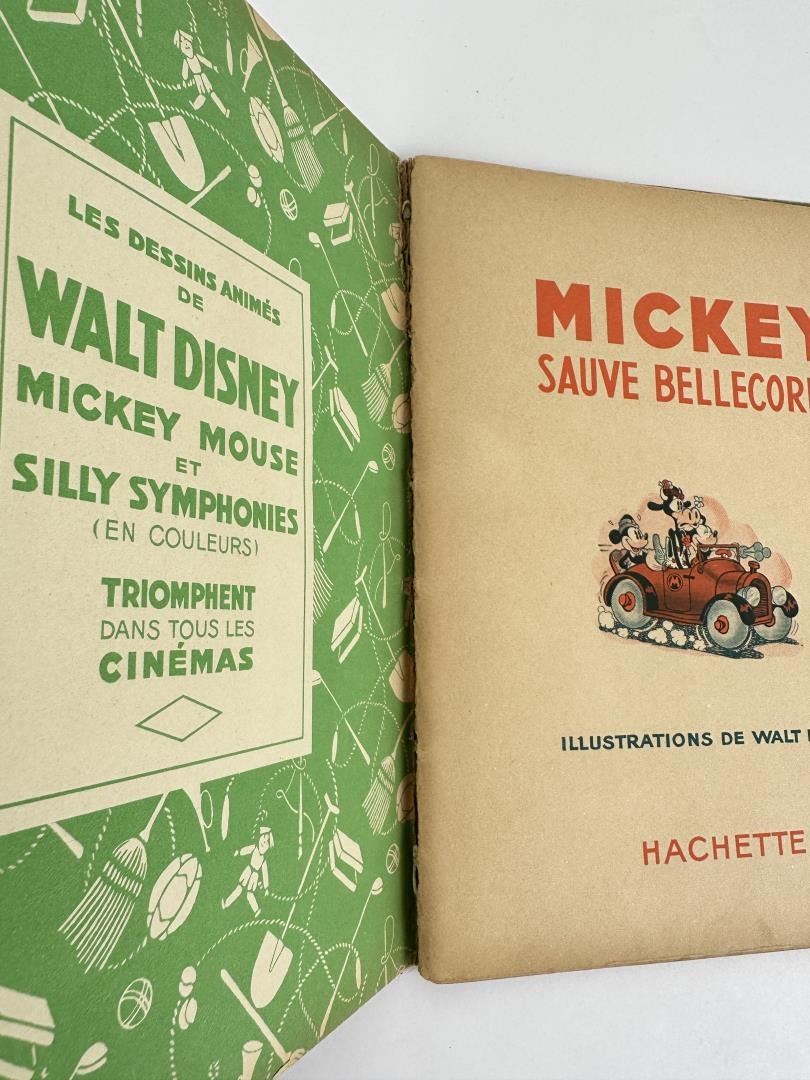 LES DESSINS ANIMÉS
DE
WALT DISNEY
MICKEY MOUSE
ET
SILLY SYMPHONIES
(EN COULEURS)
TRIOMPHENT
DANS TOUS LES
CINÉMAS
MICKEY
SAUVE
M
ILLUSTRATIONS DE WALT
HACHETTE